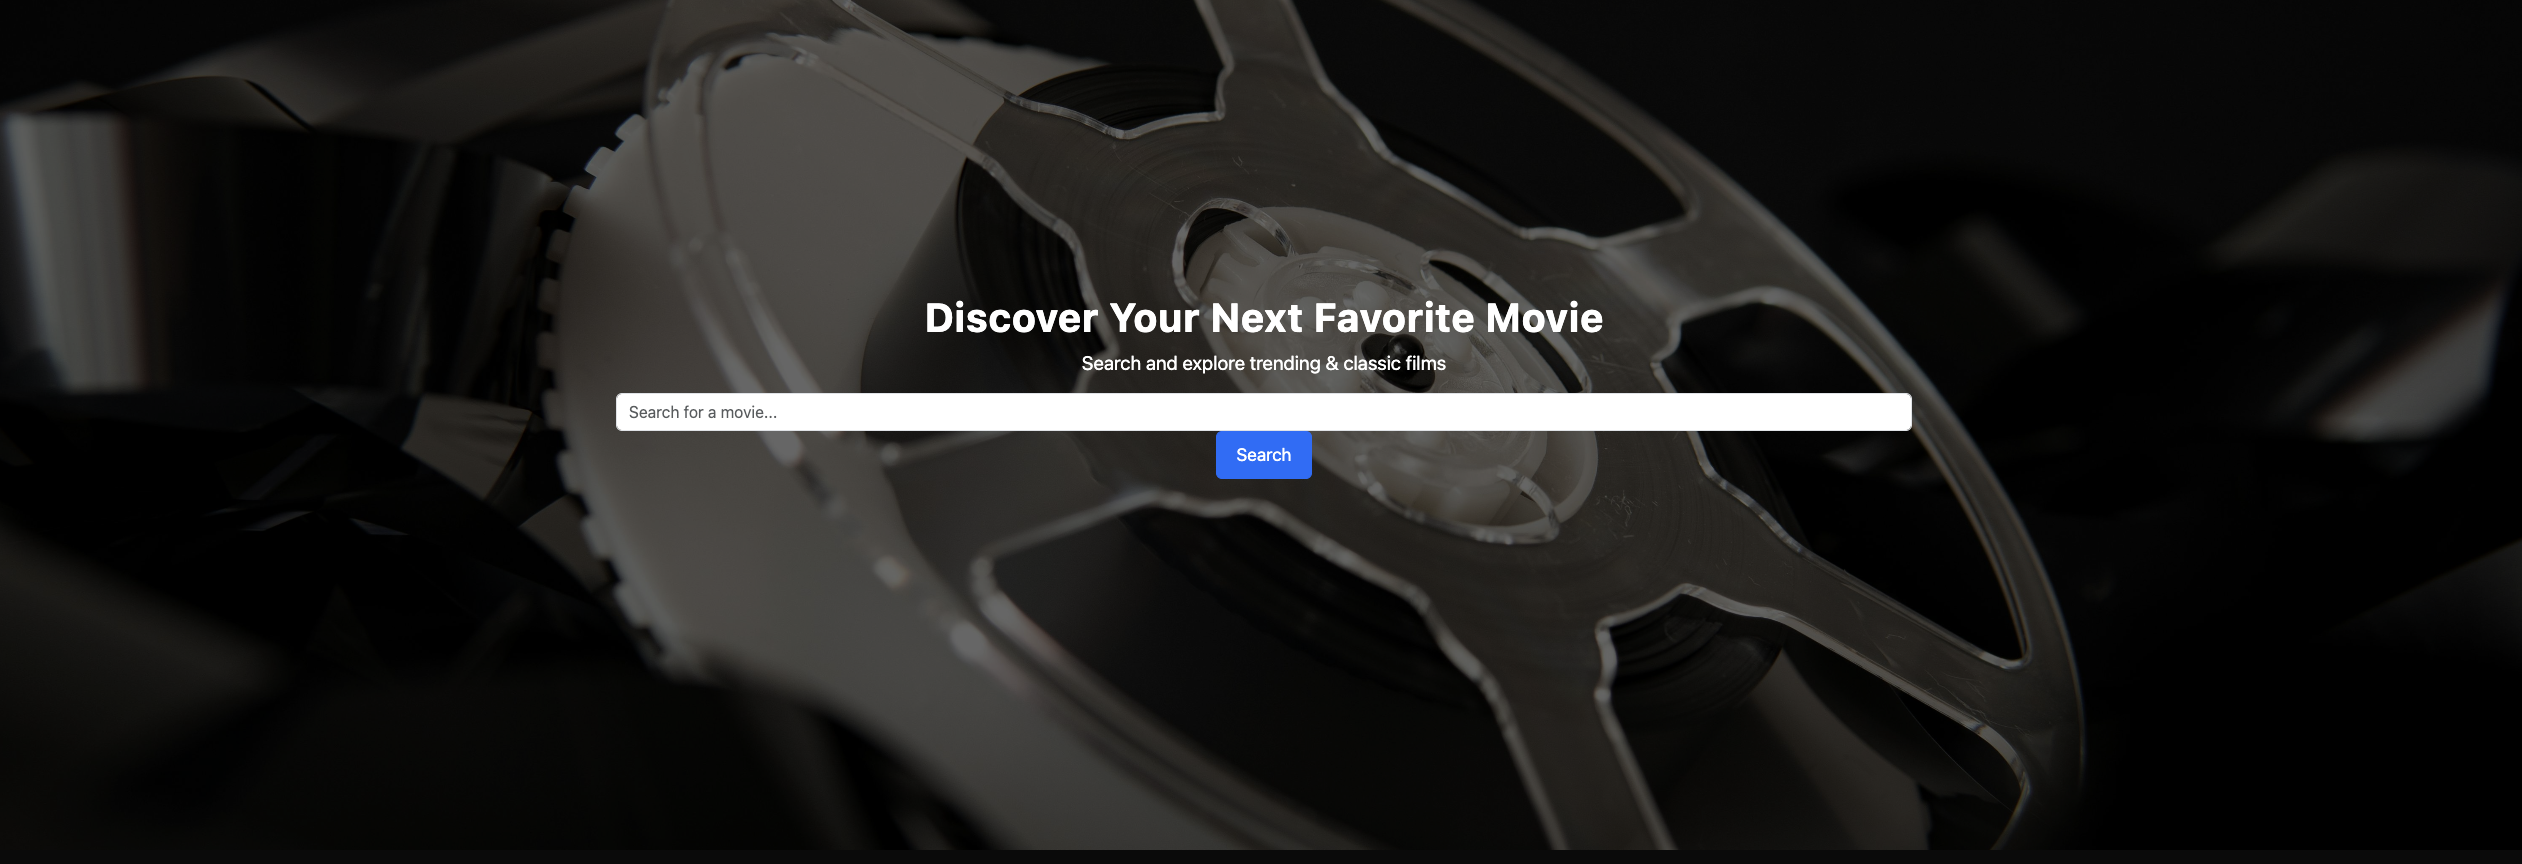 Discover Your Next Favorite Movie
Search and explore trending & classic films
Search for a movie...
Search